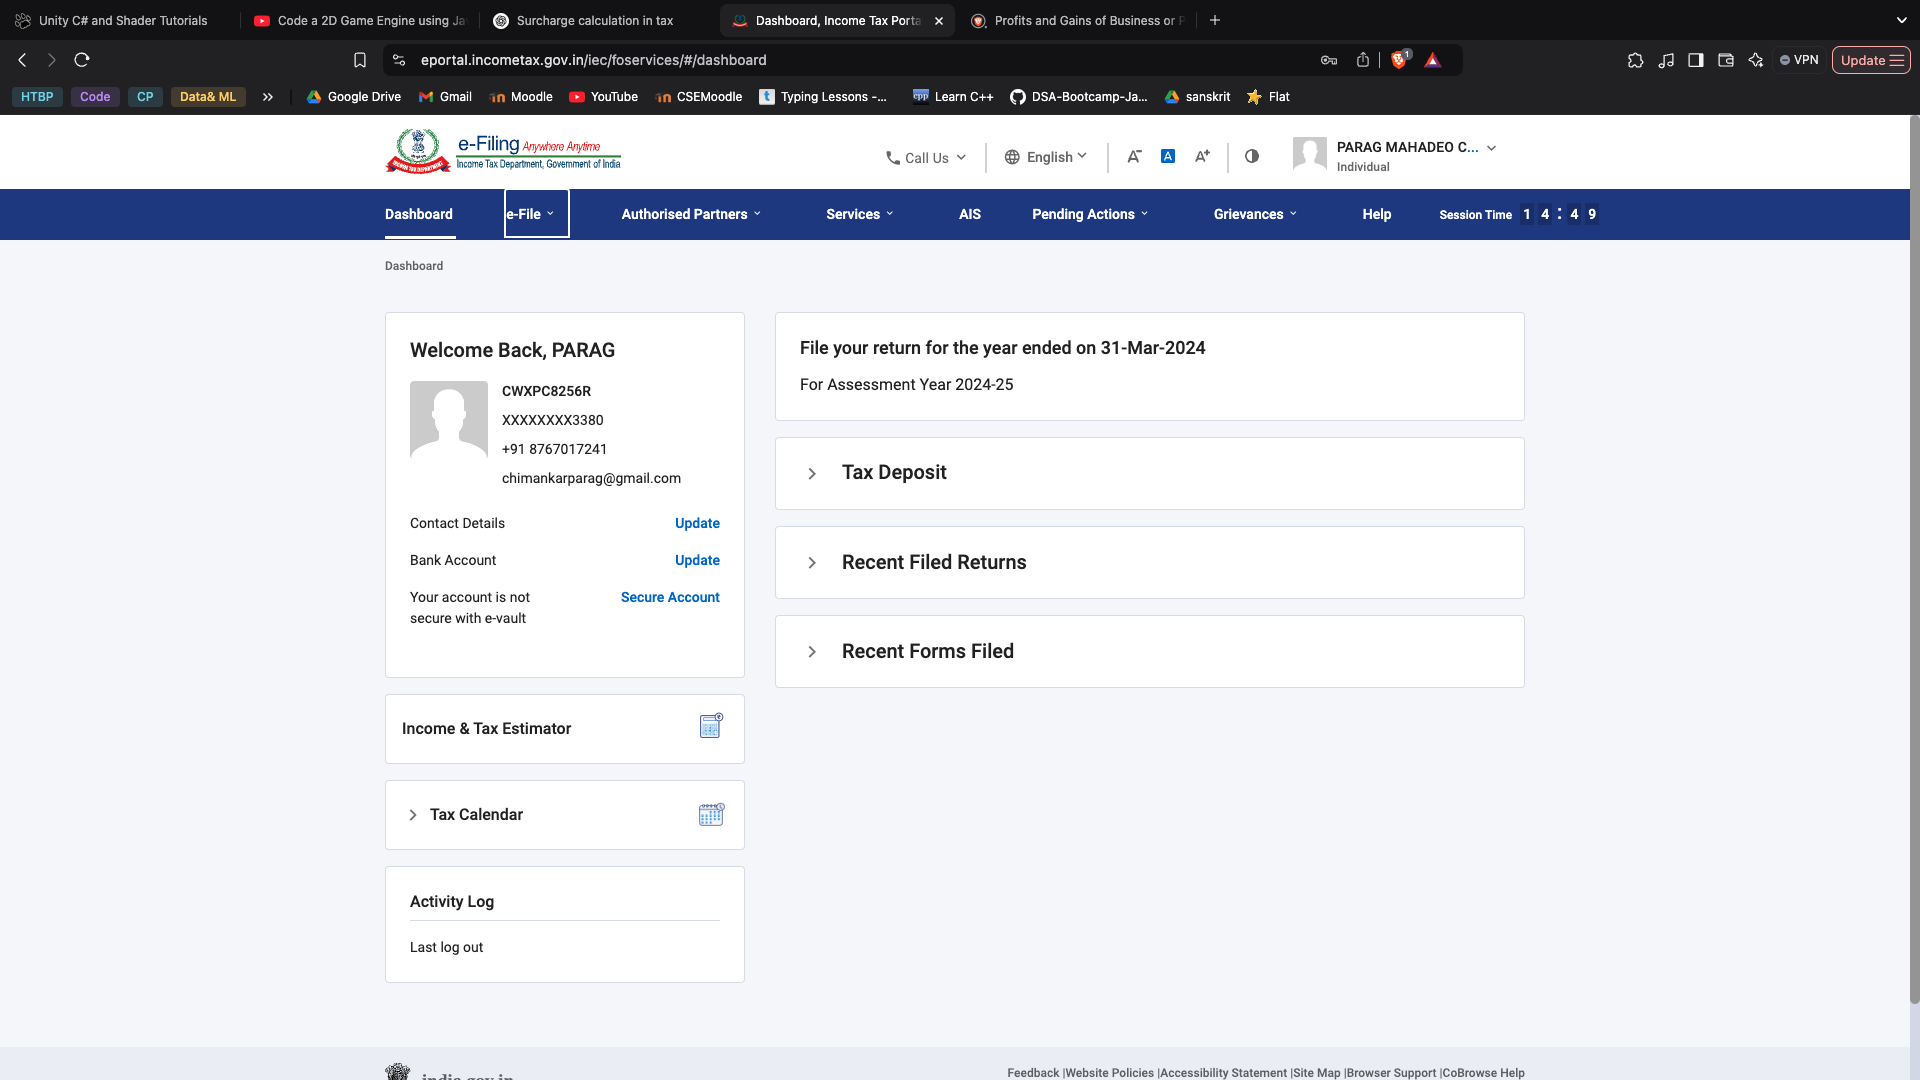 Unity C# and Shader Tutorials
Code a 2D Game Engine using Ja
Surcharge calculation in tax
Dashboard, Income Tax Porta
Profits and Gains of Business or P
eportal.incometax.gov.in/iec/foservices/#/dashboard
1
VPN
Update
HTBP
Code
CP
Data& ML
Google Drive
Gmail
Moodle
YouTube
CSEMoodle
Typing Lessons -...
Learn C++
DSA-Bootcamp-Ja...
sanskrit
Flat
e-Filing Anywhere Anytime
Income Tax Department, Government of India
Call Us
English
A-
A
A+
PARAG MAHADEO C...
Individual
Dashboard
e-File
Authorised Partners
Services
AIS
Pending Actions
Grievances
Help
Session Time 1 4 : 4 9
Dashboard
Welcome Back, PARAG
CWXPC8256R
XXXXXXXX3380
+91 8767017241
chimankarparag@gmail.com
Contact Details Update
Bank Account Update
Your account is not Secure Account
secure with e-vault
Income & Tax Estimator
Tax Calendar
Activity Log
Last log out
File your return for the year ended on 31-Mar-2024
For Assessment Year 2024-25
Tax Deposit
Recent Filed Returns
Recent Forms Filed
india.gov.in
Feedback |Website Policies |Accessibility Statement |Site Map |Browser Support |CoBrowse Help